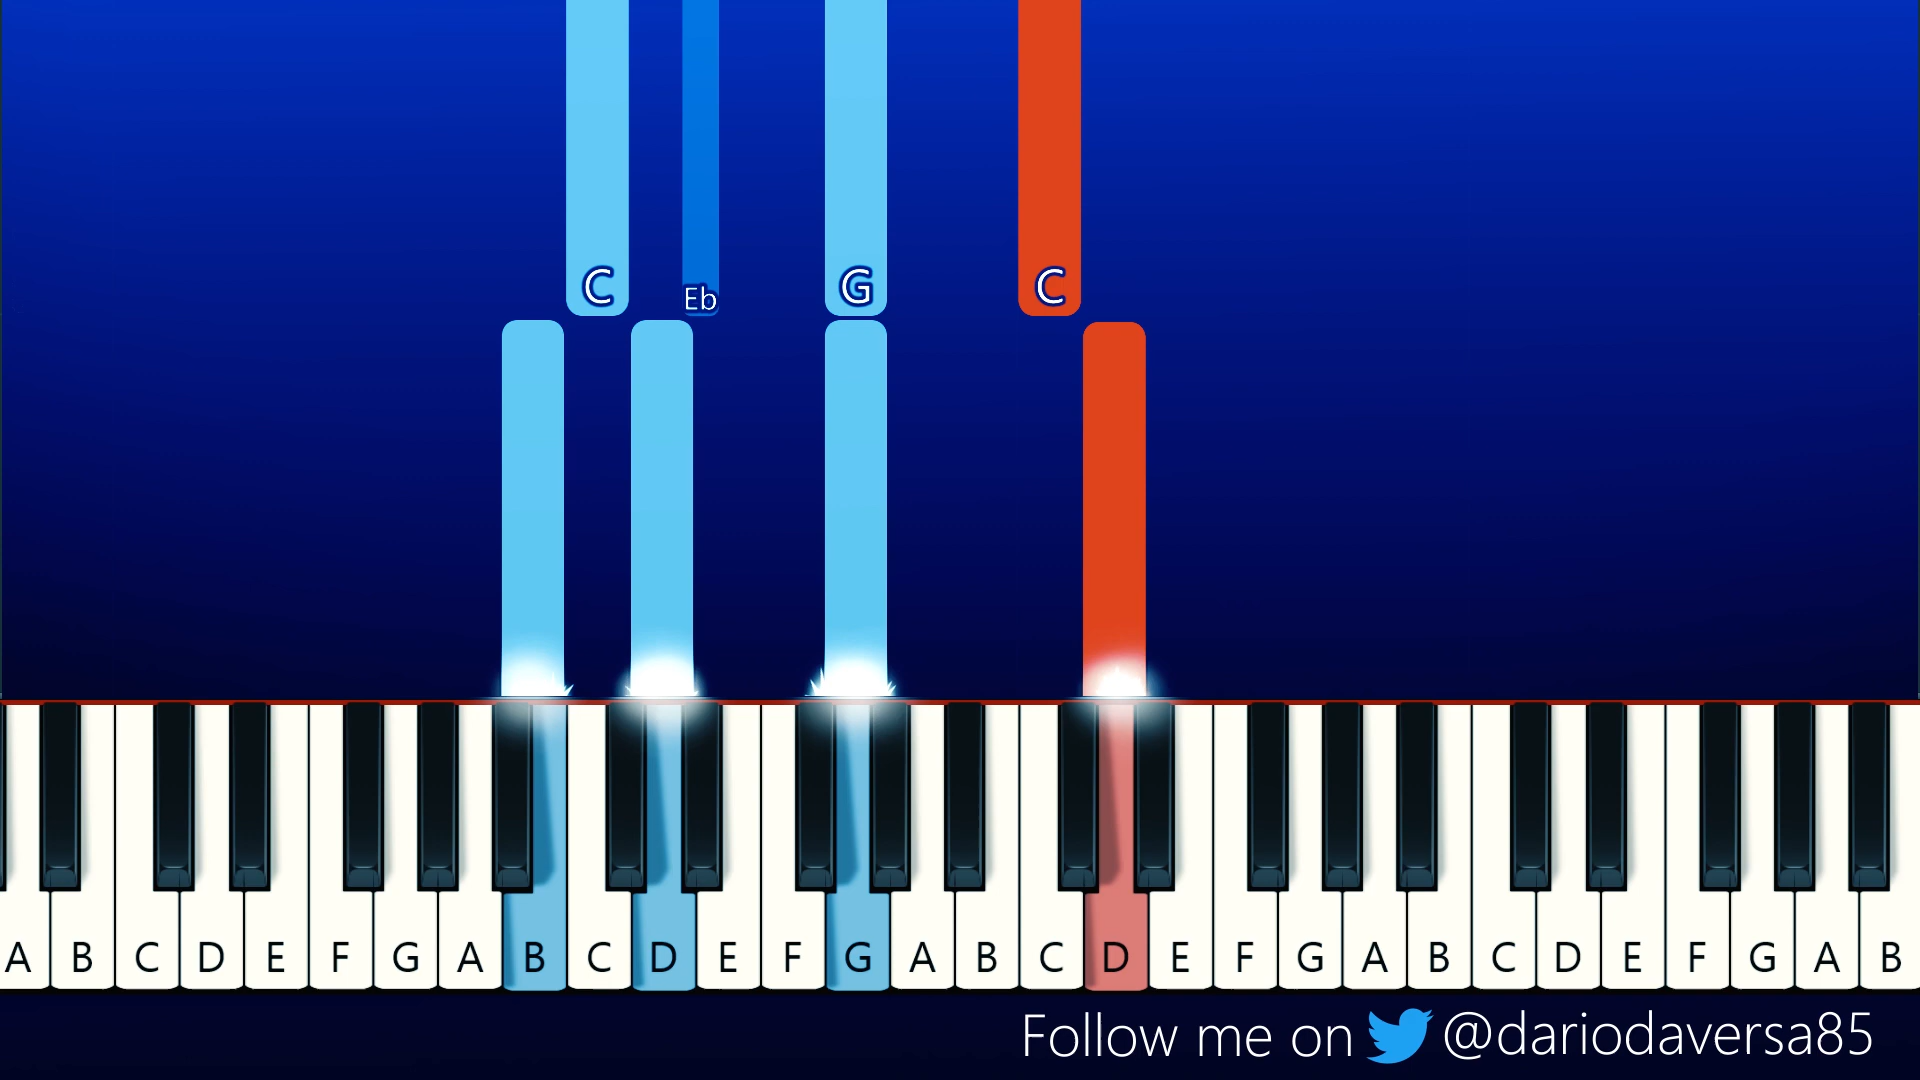 C Eb G C
A B C D E F G A B C D E F G A B C D E F G A B C D E F G A B
Follow me on @dariodaversa85